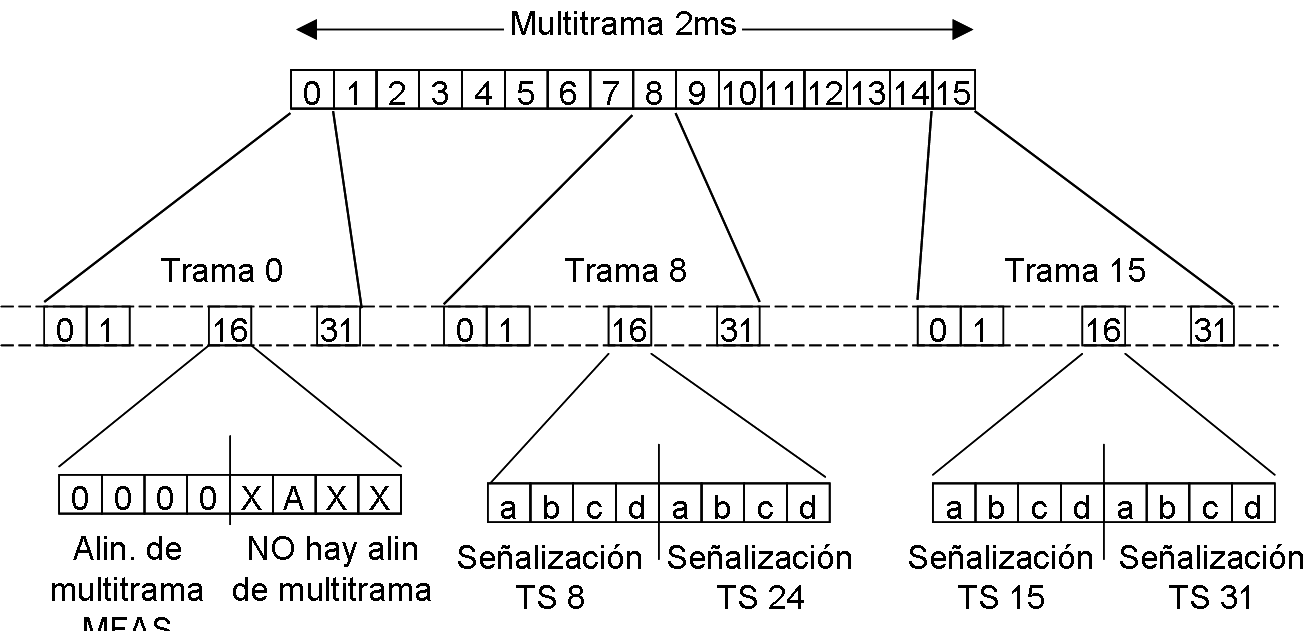 Multitrama 2ms
0 1 2 3 4 5 6 7 8 9 10 11 12 13 14 15
Trama 0
Trama 8
Trama 15
0 1 16 31
0 1 16 31
0 1 16 31
0 0 0 0 X A X X
a b c d a b c d
a b c d a b c d
Alin. de
multitrama
MFAS
NO hay alin
de multitrama
Señalización
TS 8
Señalización
TS 24
Señalización
TS 15
Señalización
TS 31